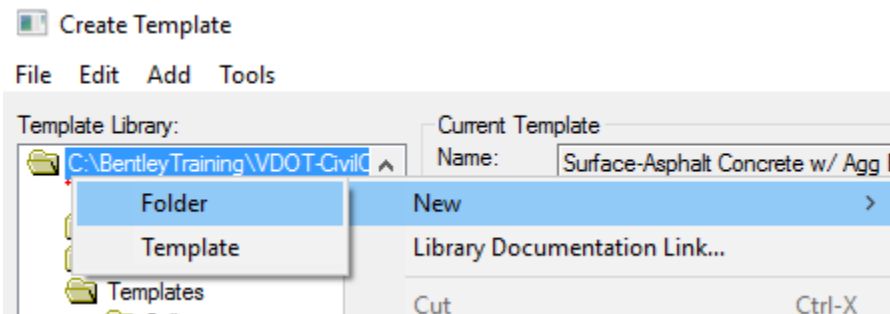 Create Template
File Edit Add Tools
Template Library:
Current Template
C:\BentleyTraining\VDOT-Civil
Name:
Surface-Asphalt Concrete w/ Agg
Folder
New
Template
Library Documentation Link...
Templates
Cut
Ctrl-X